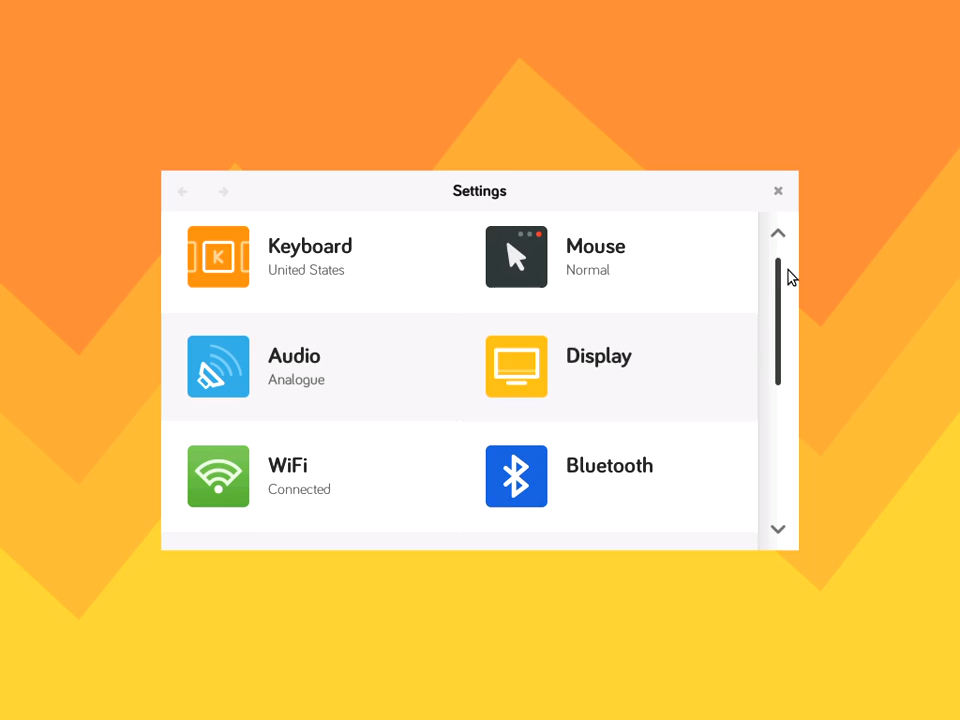 Settings
Keyboard
United States
Mouse
Normal
K
Audio
Analogue
Display
WiFi
Connected
Bluetooth